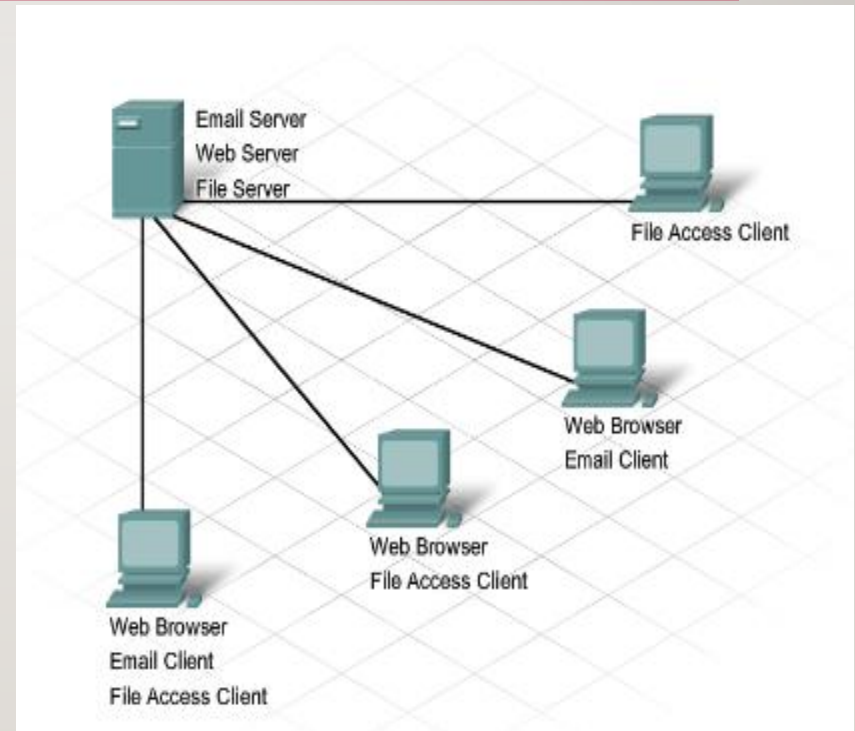 Email Server
Web Server
File Server
File Access Client
Web Browser
Email Client
Web Browser
File Access Client
Web Browser
Email Client
File Access Client